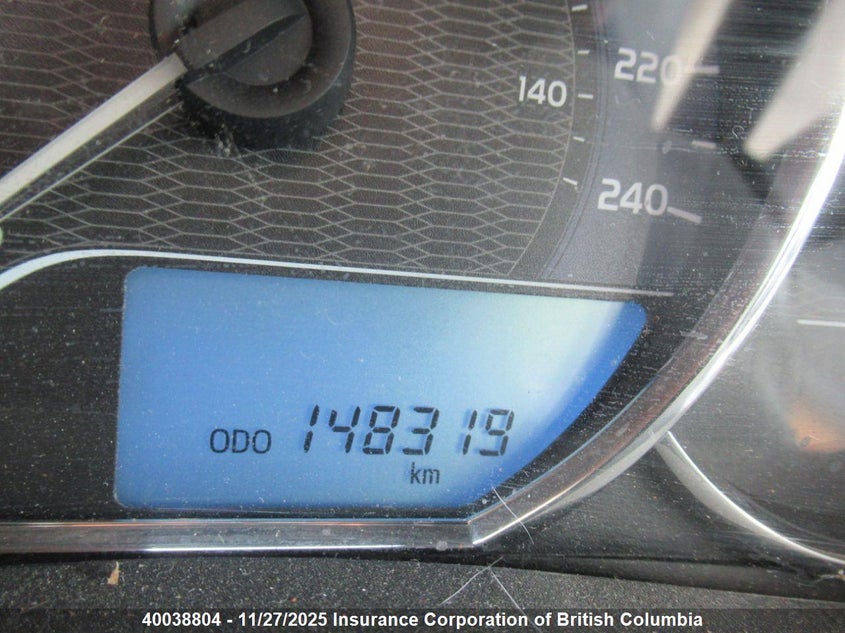 140
220
240
ODO 148319
km
40038804 - 11/27/2025 Insurance Corporation of British Columbia